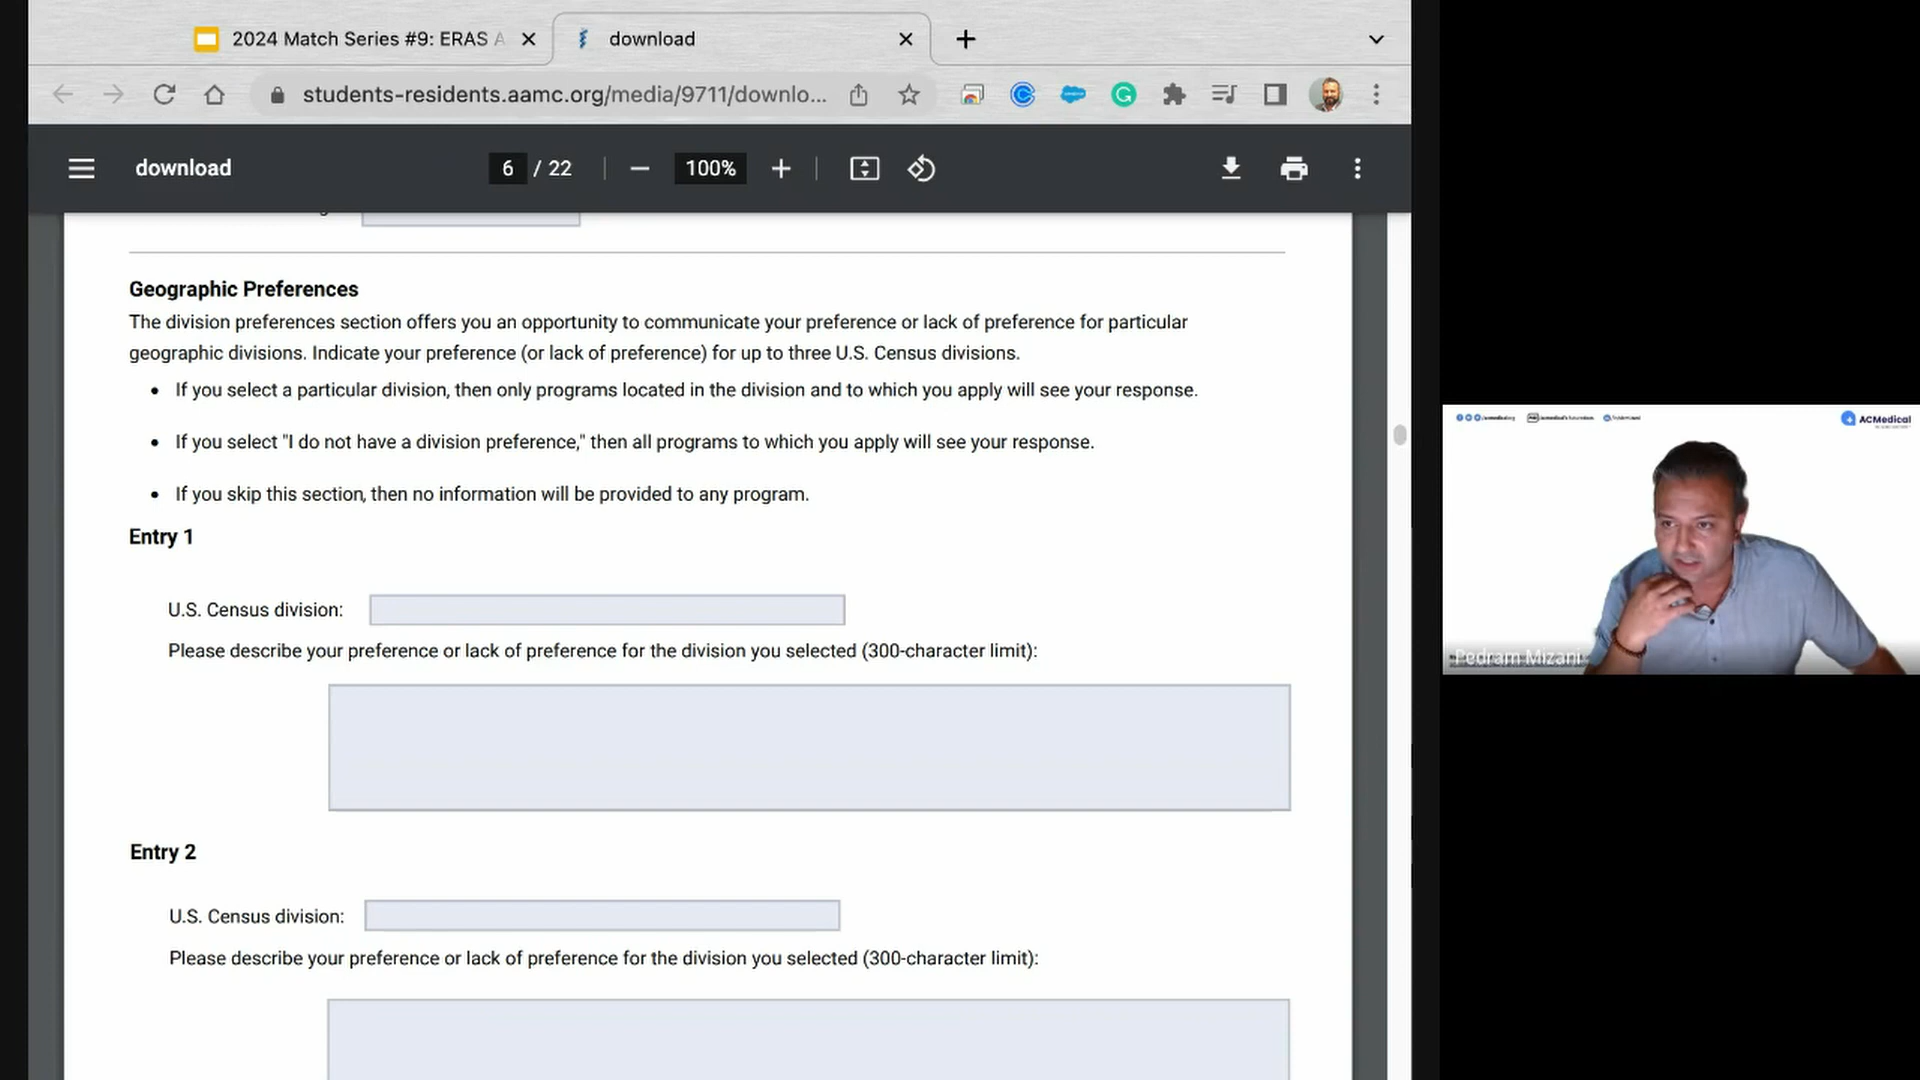 2024 Match Series #9: ERAS A
download
students-residents.aamc.org/media/9711/downlo...
download
6 / 22
100%
Geographic Preferences
The division preferences section offers you an opportunity to communicate your preference or lack of preference for particular
geographic divisions. Indicate your preference (or lack of preference) for up to three U.S. Census divisions.
• If you select a particular division, then only programs located in the division and to which you apply will see your response.
• If you select "I do not have a division preference," then all programs to which you apply will see your response.
• If you skip this section, then no information will be provided to any program.
Entry 1
U.S. Census division:
Please describe your preference or lack of preference for the division you selected (300-character limit):
Entry 2
U.S. Census division:
Please describe your preference or lack of preference for the division you selected (300-character limit):
ACMedical
Pedram Mizani